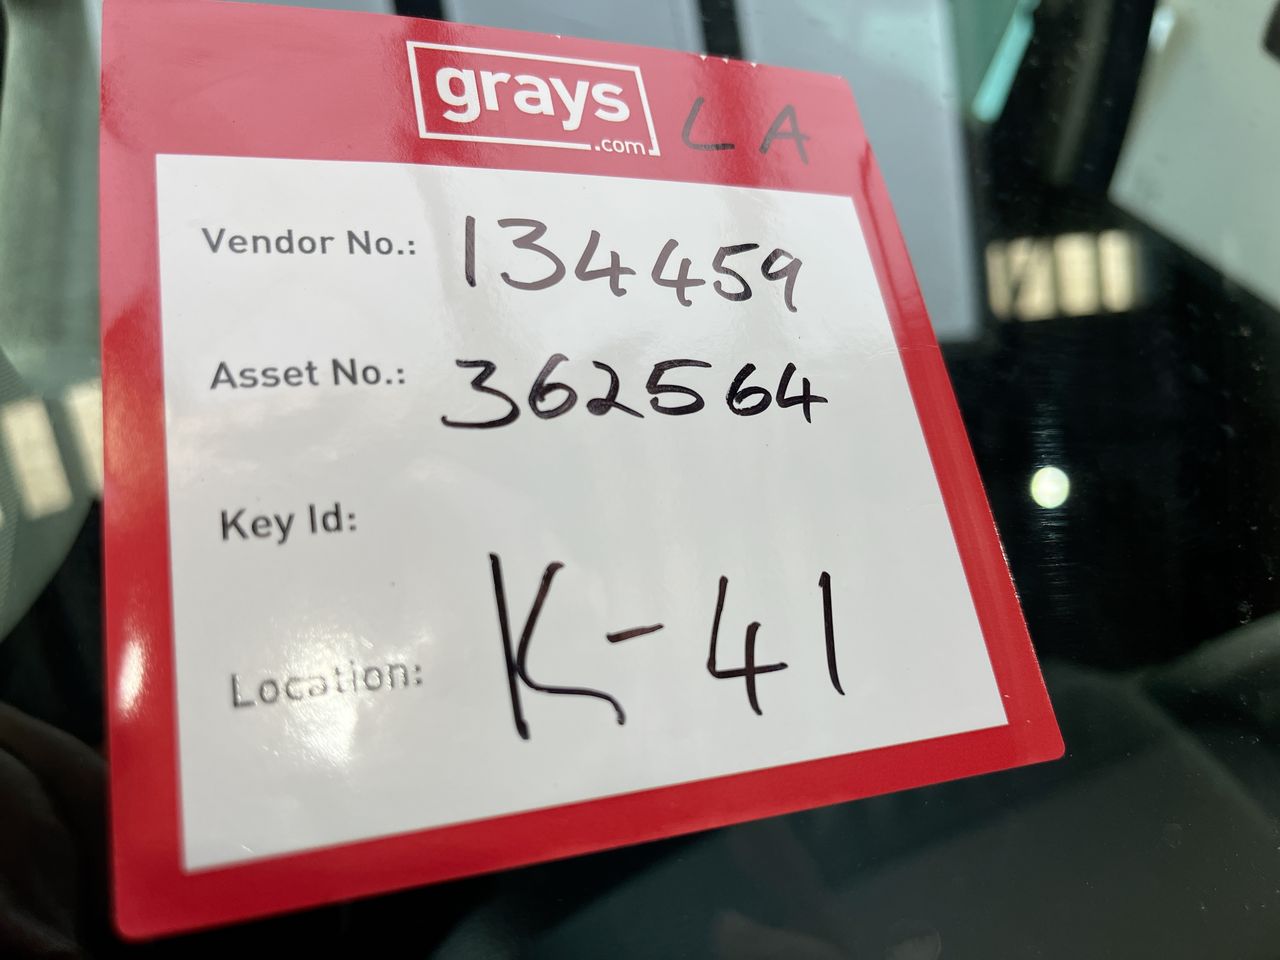 grays
.com
LA
Vendor No.: 134459
Asset No.: 362564
Key Id:
Location: K-41